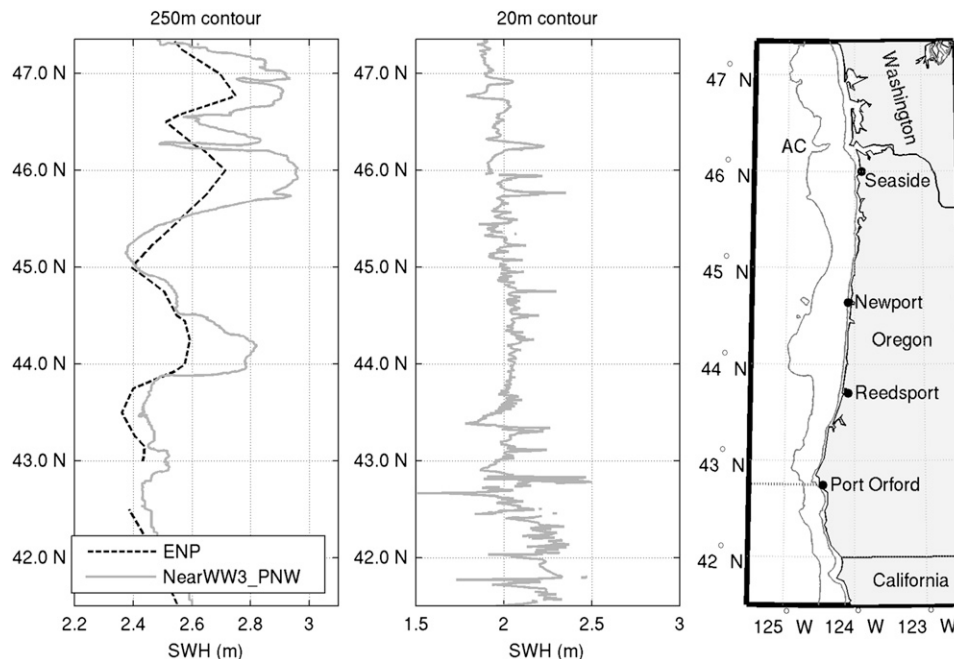 250m contour
47.0 N
46.0 N
45.0 N
44.0 N
43.0 N
42.0 N
ENP
NearWW3_PNW
2.2 2.4 2.6 2.8 3
SWH (m)
20m contour
47.0 N
46.0 N
45.0 N
44.0 N
43.0 N
42.0 N
1.5 2 2.5 3
SWH (m)
47° N
46° N
45° N
44° N
43° N
42° N
Washington
AC
Seaside
Newport
Oregon
Reedsport
Port Orford
California
125° W 124° W 123° W